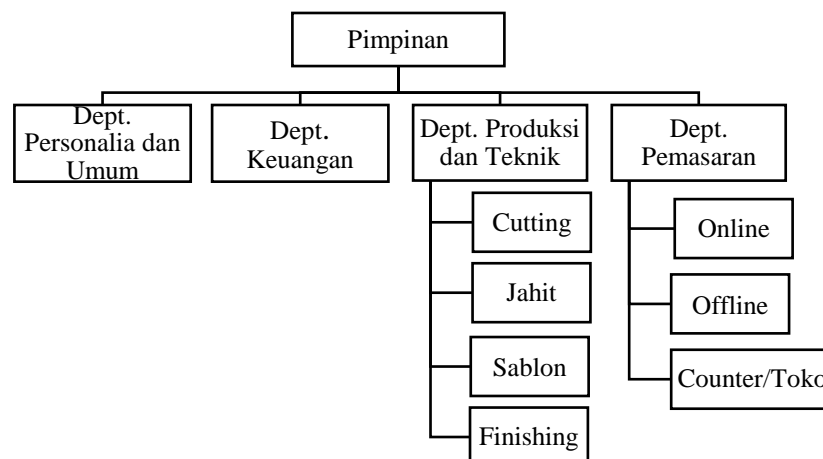 Pimpinan
Dept.
Personalia dan
Umum
Dept.
Keuangan
Dept. Produksi
dan Teknik
Dept.
Pemasaran
Cutting
Jahit
Sablon
Finishing
Online
Offline
Counter/Toko